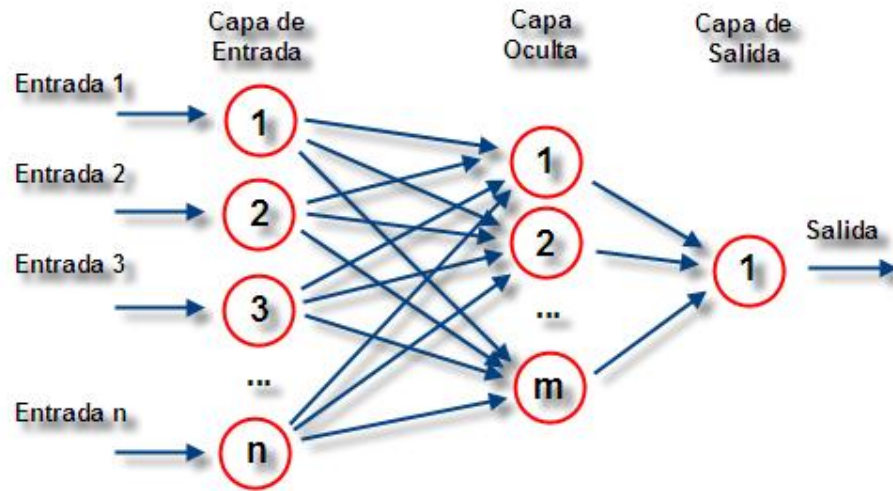 Capa de
Entrada
Capa
Oculta
Capa de
Salida
Entrada 1
1
Entrada 2
2
Entrada 3
3
...
Entrada n
n
1
2
...
m
1
Salida